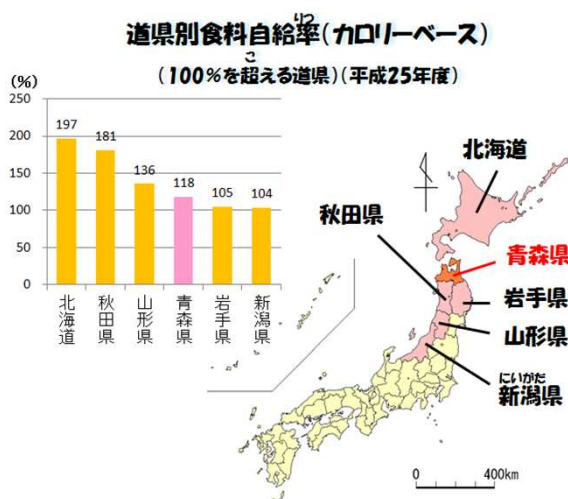 道県別食料自給率(カロリーベース)
りつ
(100%を超える道県)(平成25年度)
こ
(%)
250
200
150
100
50
0
197
181
136
118
105
104
北海道
秋田県
山形県
青森県
岩手県
新潟県
北海道
秋田県
青森県
岩手県
山形県
にいがだ
新潟県
0
400km